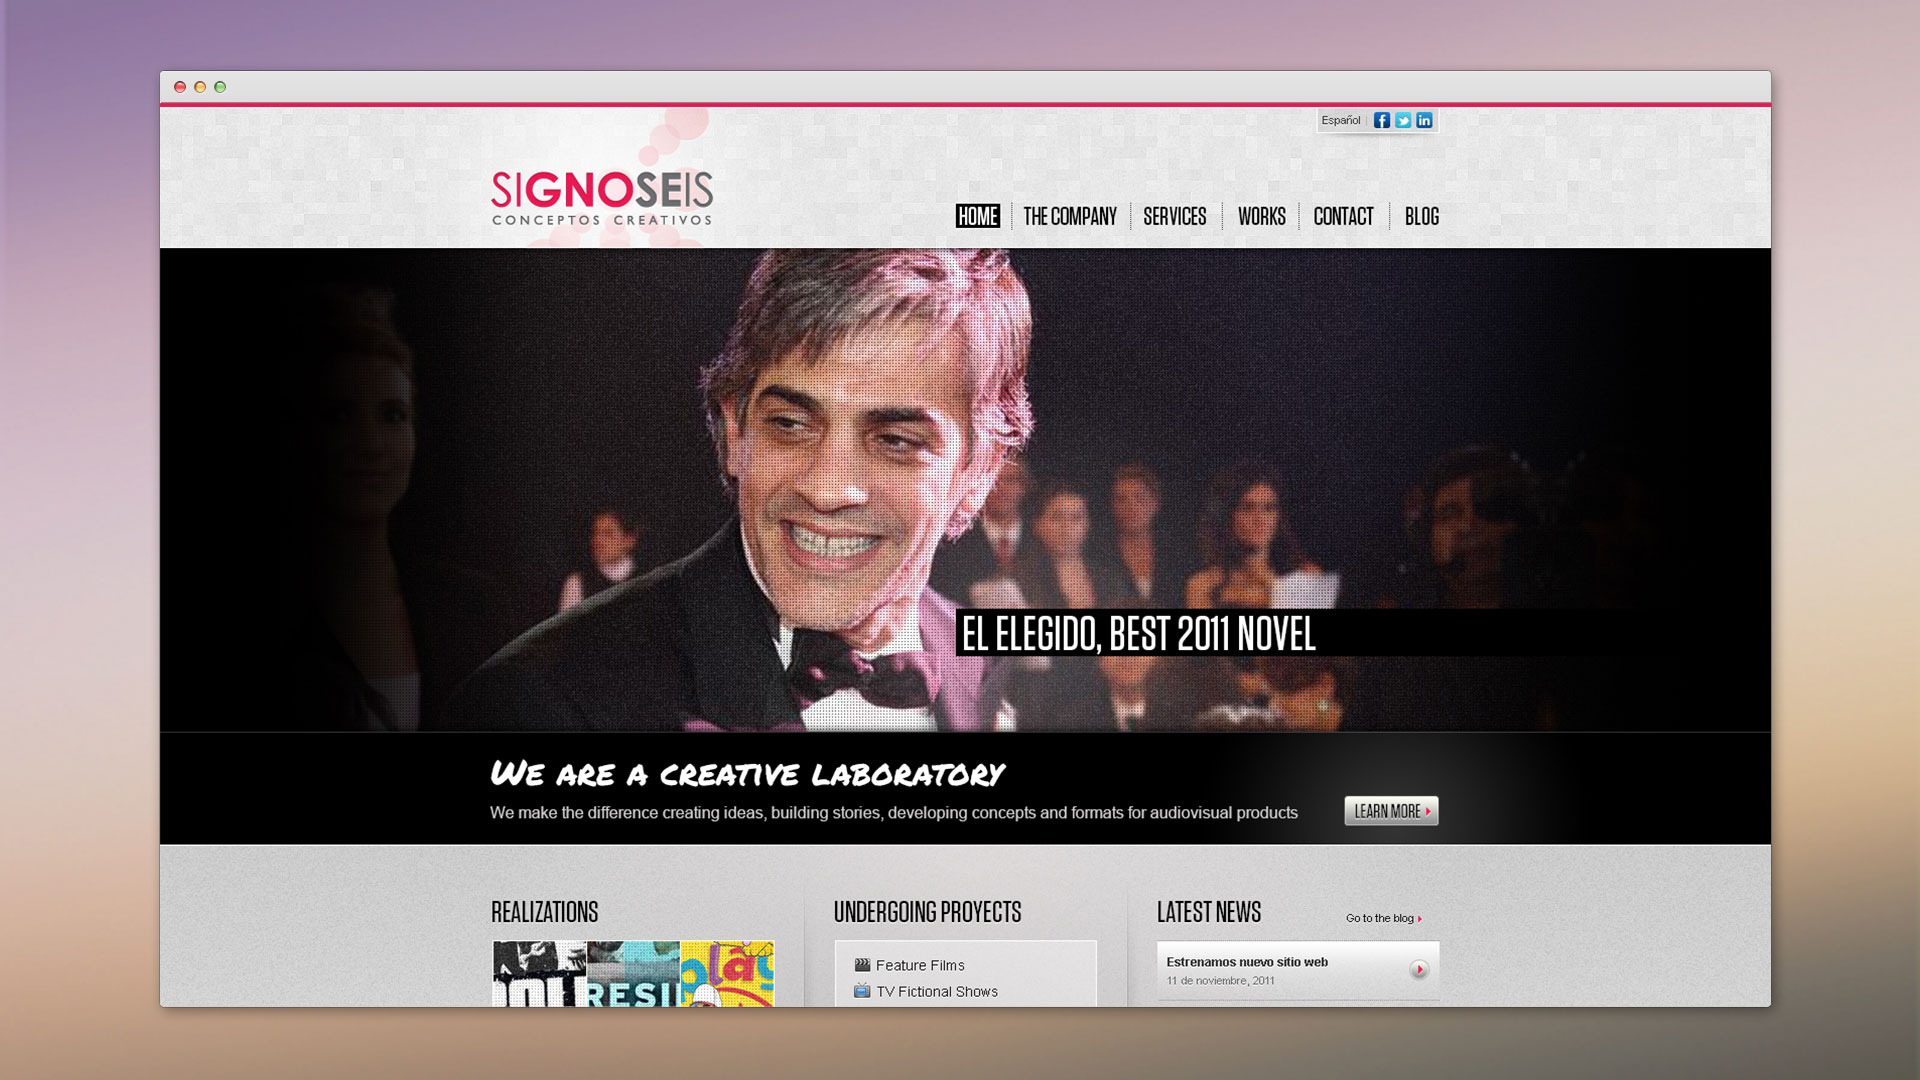 Español
SIGNOSEIS
CONCEPTOS CREATIVOS
HOME THE COMPANY SERVICES WORKS CONTACT BLOG
EL ELEGIDO, BEST 2011 NOVEL
WE ARE A CREATIVE LABORATORY
We make the difference creating ideas, building stories, developing concepts and formats for audiovisual products
LEARN MORE
REALIZATIONS
UNDERGOING PROYECTS
LATEST NEWS
Go to the blog
RESI
play
Feature Films
TV Fictional Shows
Estrenamos nuevo sitio web
11 de noviembre, 2011